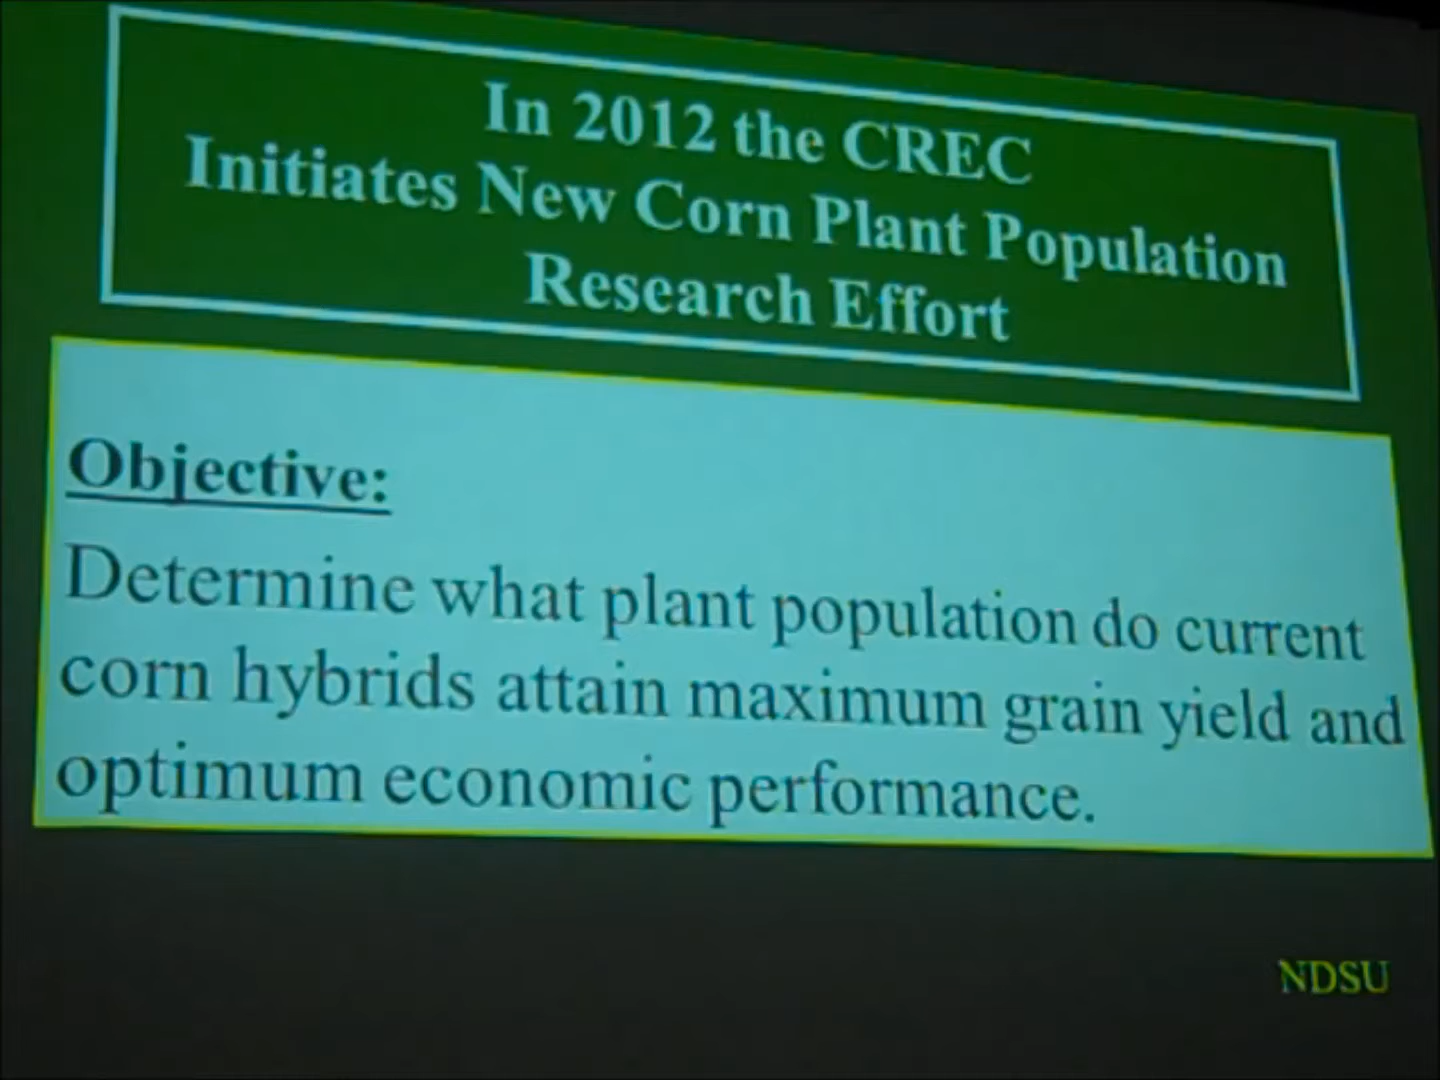 In 2012 the CREC
Initiates New Corn Plant Population
Research Effort
Objective:
Determine what plant population do current
corn hybrids attain maximum grain yield and
optimum economic performance.
NDSU